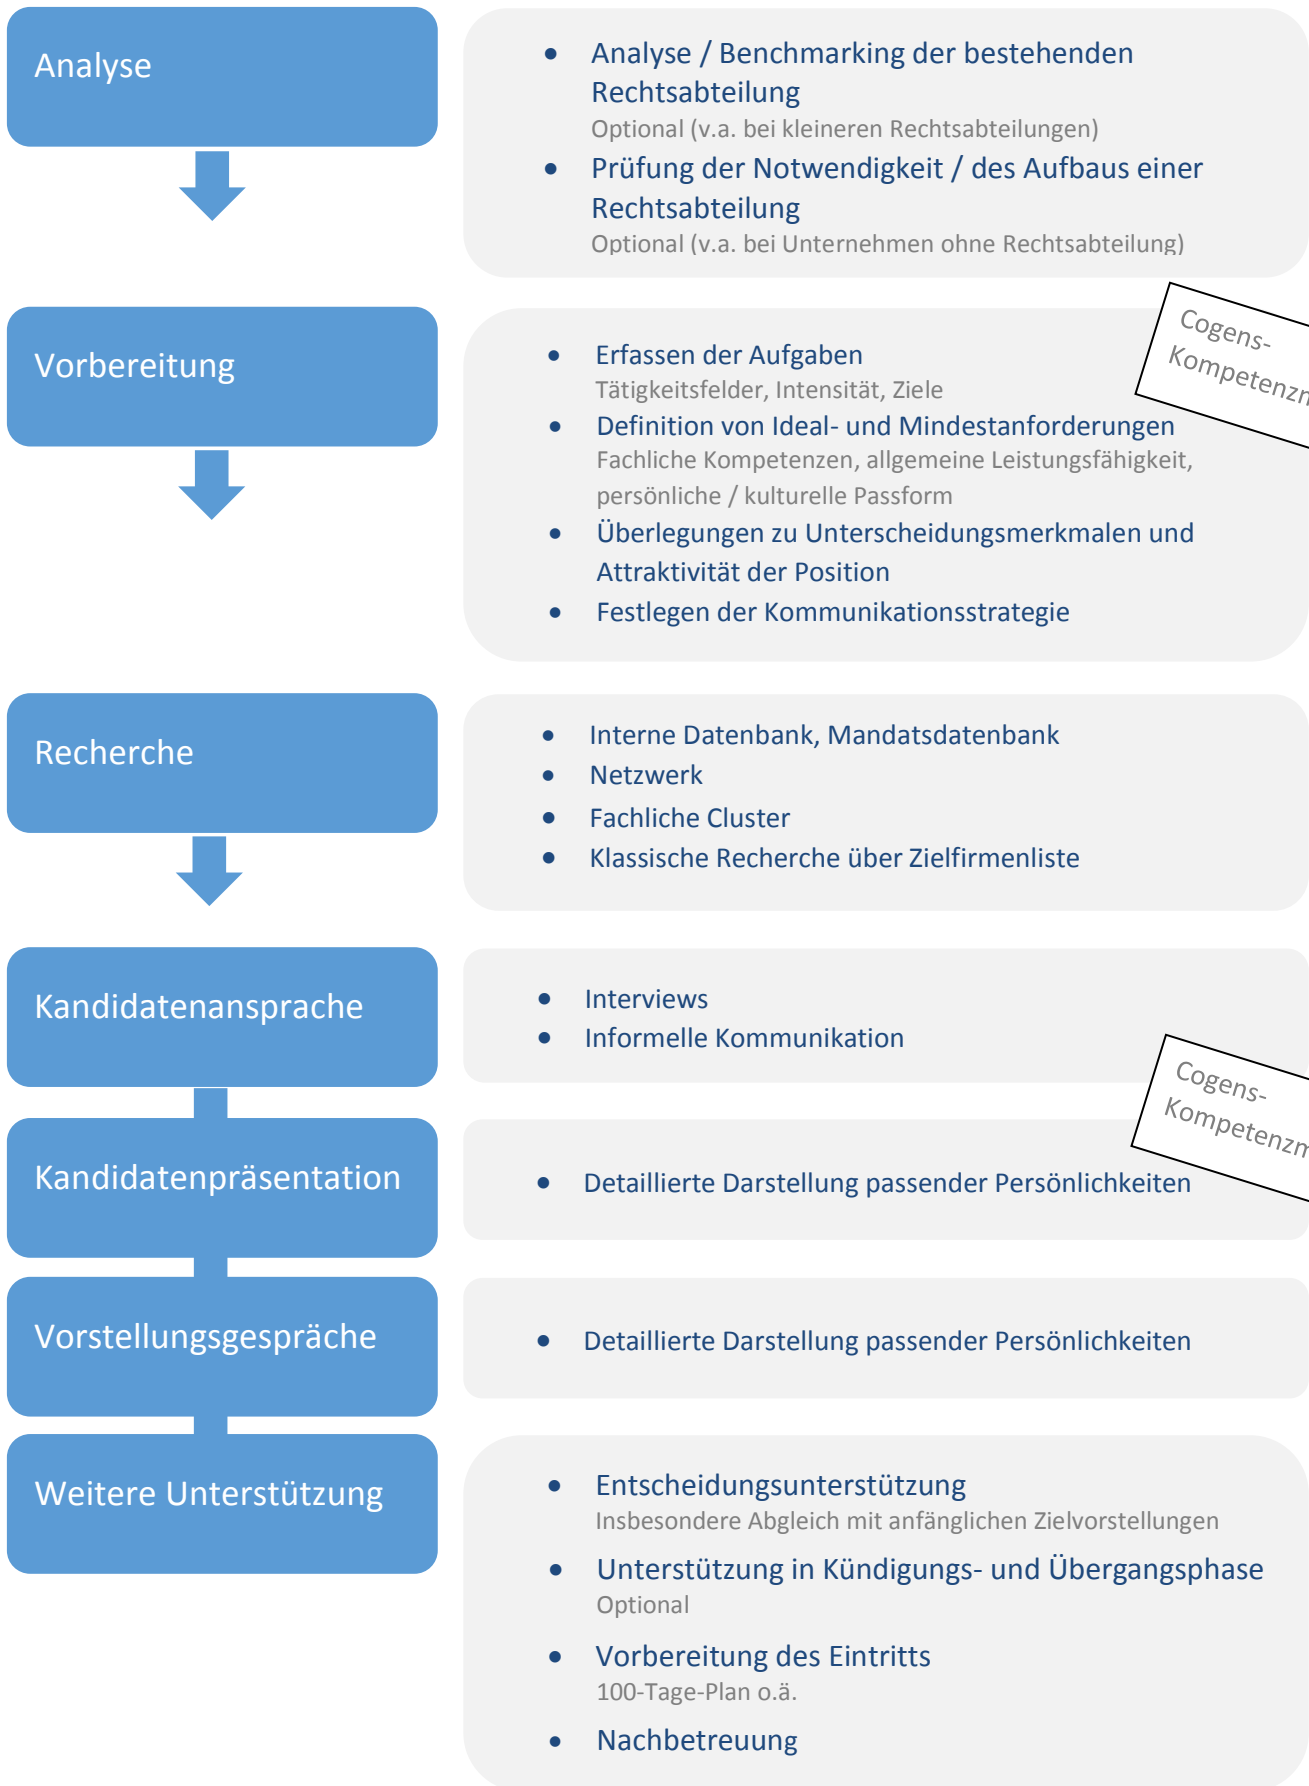 Analyse
• Analyse / Benchmarking der bestehenden
Rechtsabteilung
Optional (v.a. bei kleineren Rechtsabteilungen)
• Prüfung der Notwendigkeit / des Aufbaus einer
Rechtsabteilung
Optional (v.a. bei Unternehmen ohne Rechtsabteilung)
Vorbereitung
• Erfassen der Aufgaben
Tätigkeitsfelder, Intensität, Ziele
• Definition von Ideal- und Mindestanforderungen
Fachliche Kompetenzen, allgemeine Leistungsfähigkeit,
persönliche / kulturelle Passform
• Überlegungen zu Unterscheidungsmerkmalen und
Attraktivität der Position
• Festlegen der Kommunikationsstrategie
Cogens-
Recherche
• Interne Datenbank, Mandatsdatenbank
• Netzwerk
• Fachliche Cluster
• Klassische Recherche über Zielfirmenliste
Kandidatenansprache
• Interviews
• Informelle Kommunikation
Cogens-
Kandidatenpräsentation
• Detaillierte Darstellung passender Persönlichkeiten
Vorstellungsgespräche
• Detaillierte Darstellung passender Persönlichkeiten
Weitere Unterstützung
• Entscheidungsunterstützung
Insbesondere Abgleich mit anfänglichen Zielvorstellungen
• Unterstützung in Kündigungs- und Übergangsphase
Optional
• Vorbereitung des Eintritts
100-Tage-Plan o.ä.
• Nachbetreuung